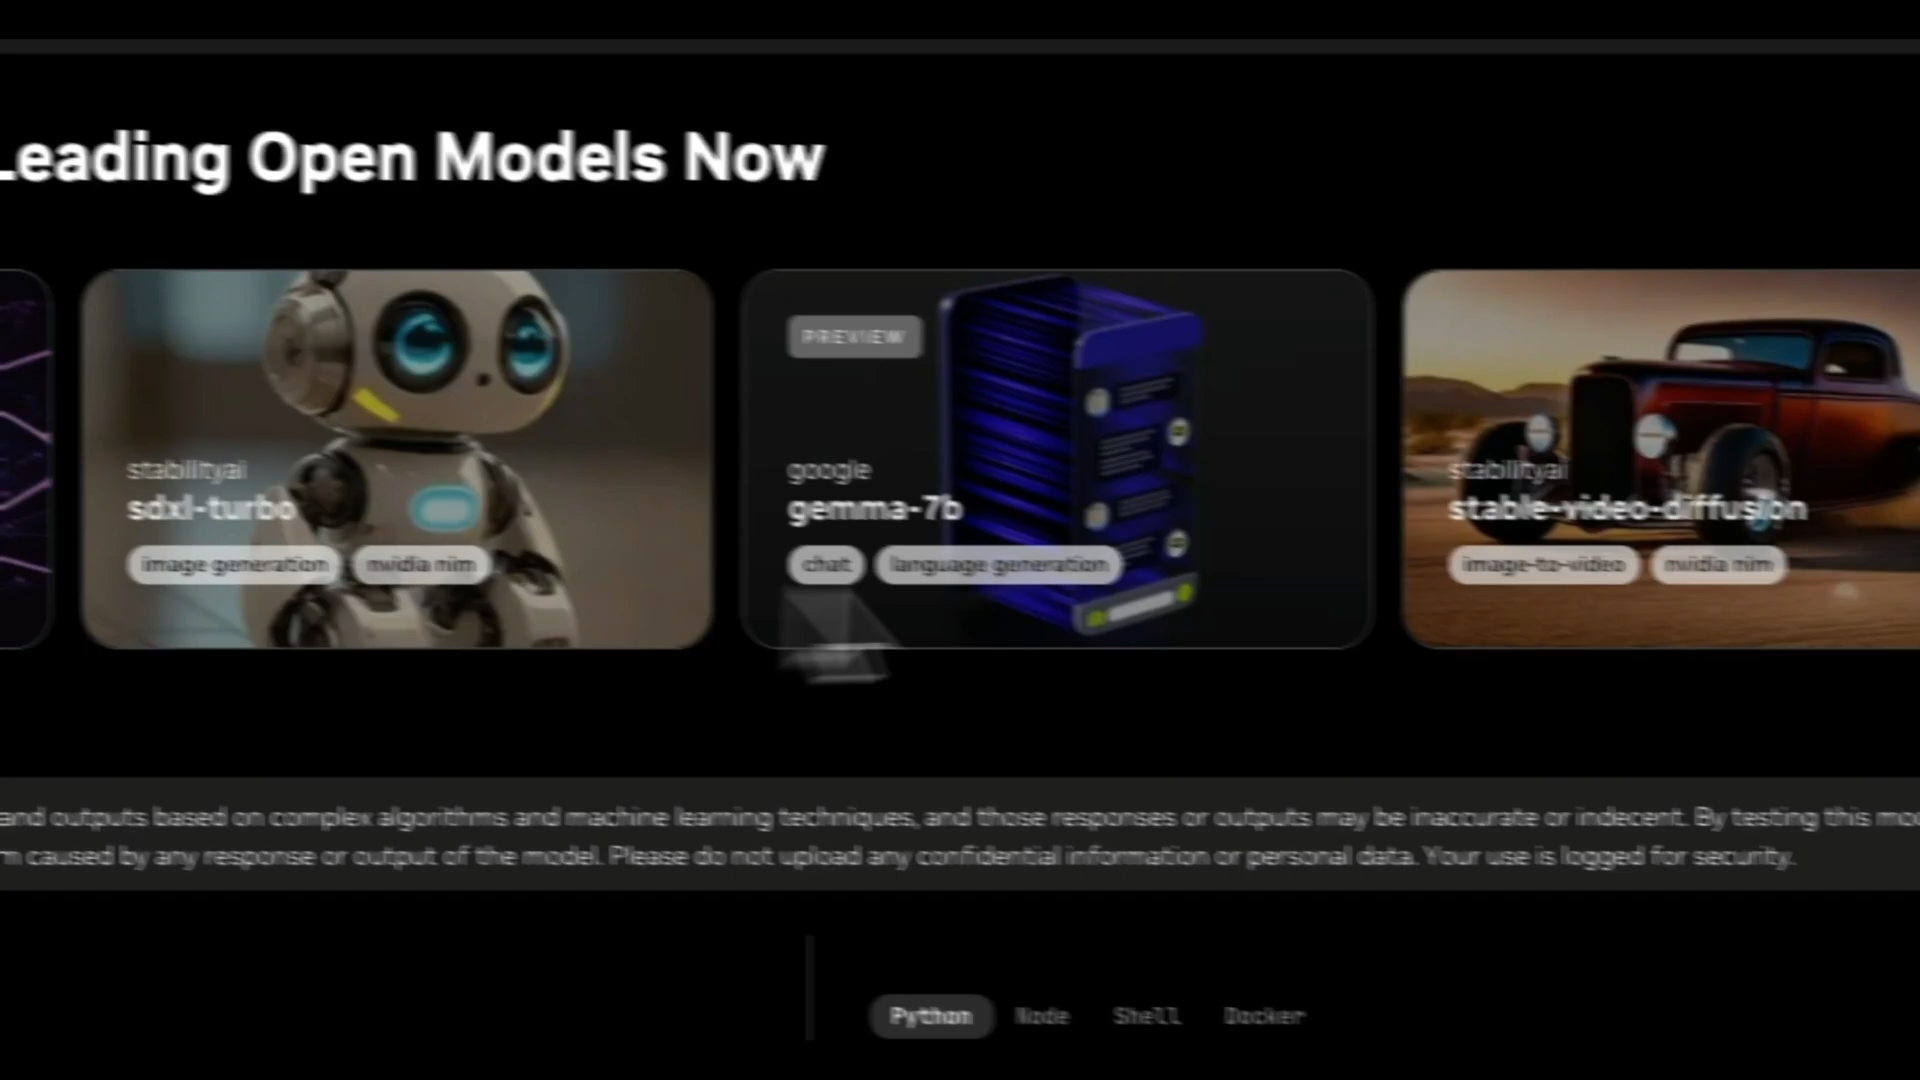 Leading Open Models Now
PREVIEW
stabilityai
sdxl-turbo
image generation nvidia nim
google
gemma-7b
chat language generation
stabilityai
stable-video-diffusion
image-to-video nvidia nim
and outputs based on complex algorithms and machine learning techniques, and those responses or outputs may be inaccurate or indecent. By testing this
caused by any response or output of the model. Please do not upload any confidential information or personal data. Your use is logged for security.
Python Node Shell Docker